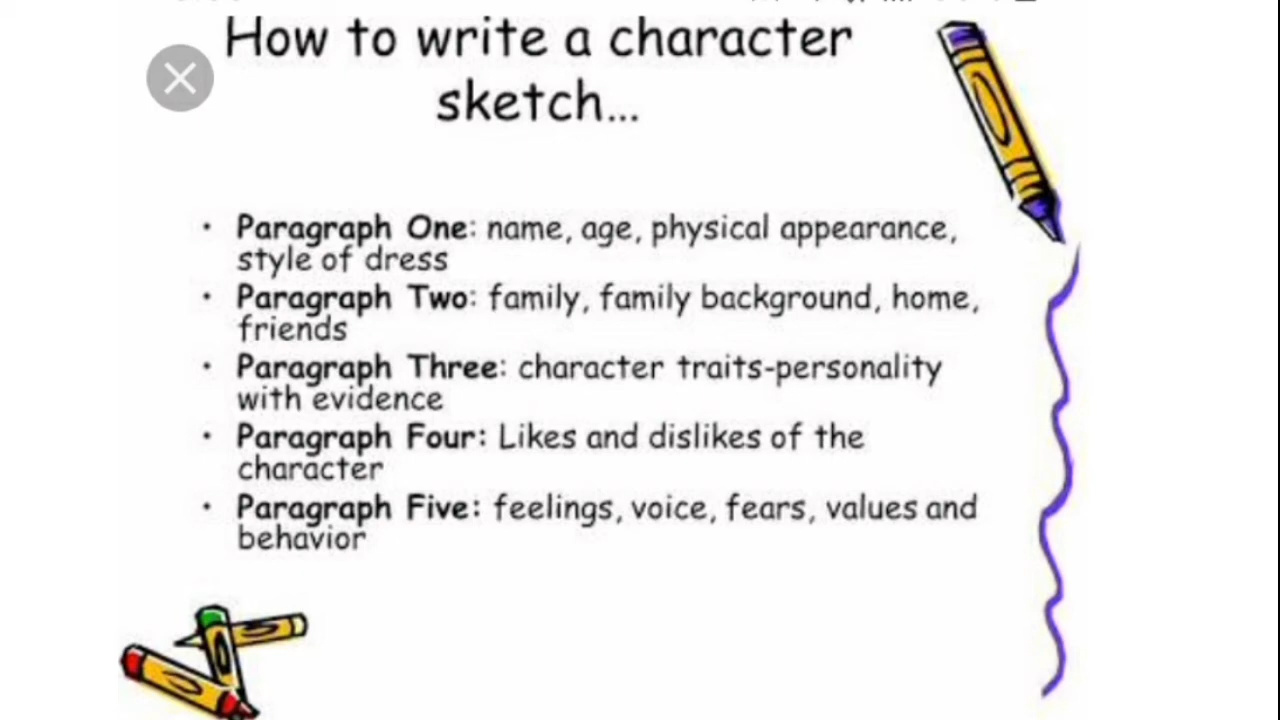 How to write a character
sketch...
• Paragraph One: name, age, physical appearance,
style of dress
• Paragraph Two: family, family background, home,
friends
• Paragraph Three: character traits-personality
with evidence
• Paragraph Four: Likes and dislikes of the
character
• Paragraph Five: feelings, voice, fears, values and
behavior